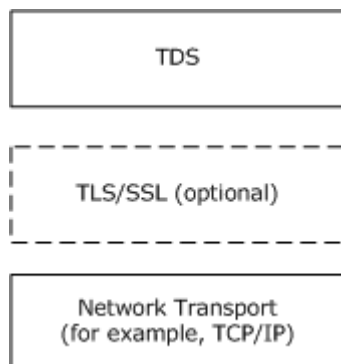 TDS
TLS/SSL (optional)
Network Transport
(for example, TCP/IP)